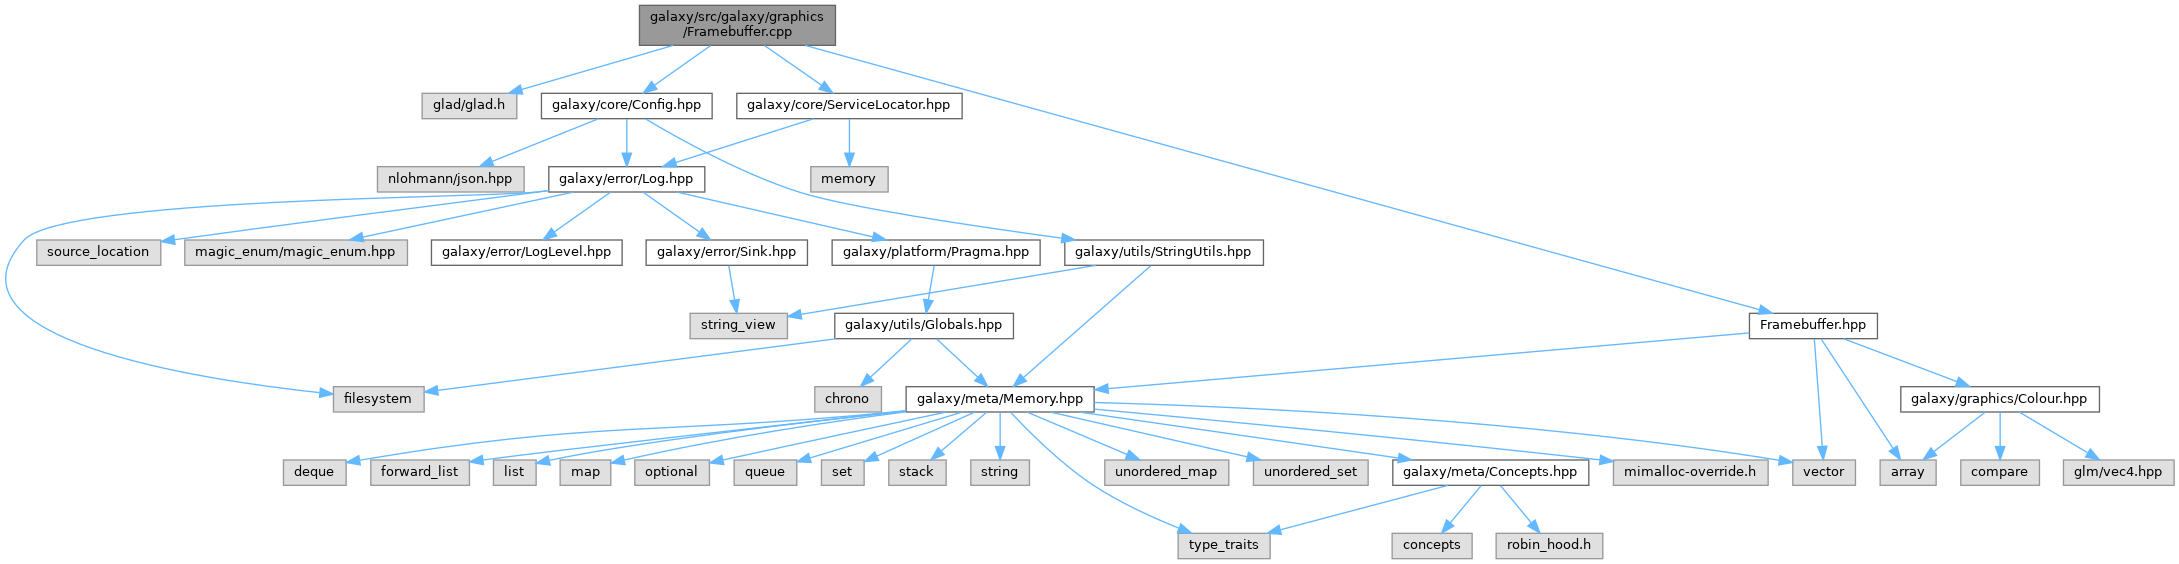 galaxy/src/galaxy/graphics
/Framebuffer.cpp
glad/glad.h
galaxy/core/Config.hpp
galaxy/core/ServiceLocator.hpp
nlohmann/json.hpp
galaxy/error/Log.hpp
memory
source_location
magic_enum/magic_enum.hpp
galaxy/error/LogLevel.hpp
galaxy/error/Sink.hpp
galaxy/platform/Pragma.hpp
galaxy/utils/StringUtils.hpp
string_view
galaxy/utils/Globals.hpp
Framebuffer.hpp
filesystem
chrono
galaxy/meta/Memory.hpp
galaxy/graphics/Colour.hpp
deque
forward_list
list
map
optional
queue
set
stack
string
unordered_map
unordered_set
galaxy/meta/Concepts.hpp
mimalloc-override.h
vector
array
compare
glm/vec4.hpp
type_traits
concepts
robin_hood.h